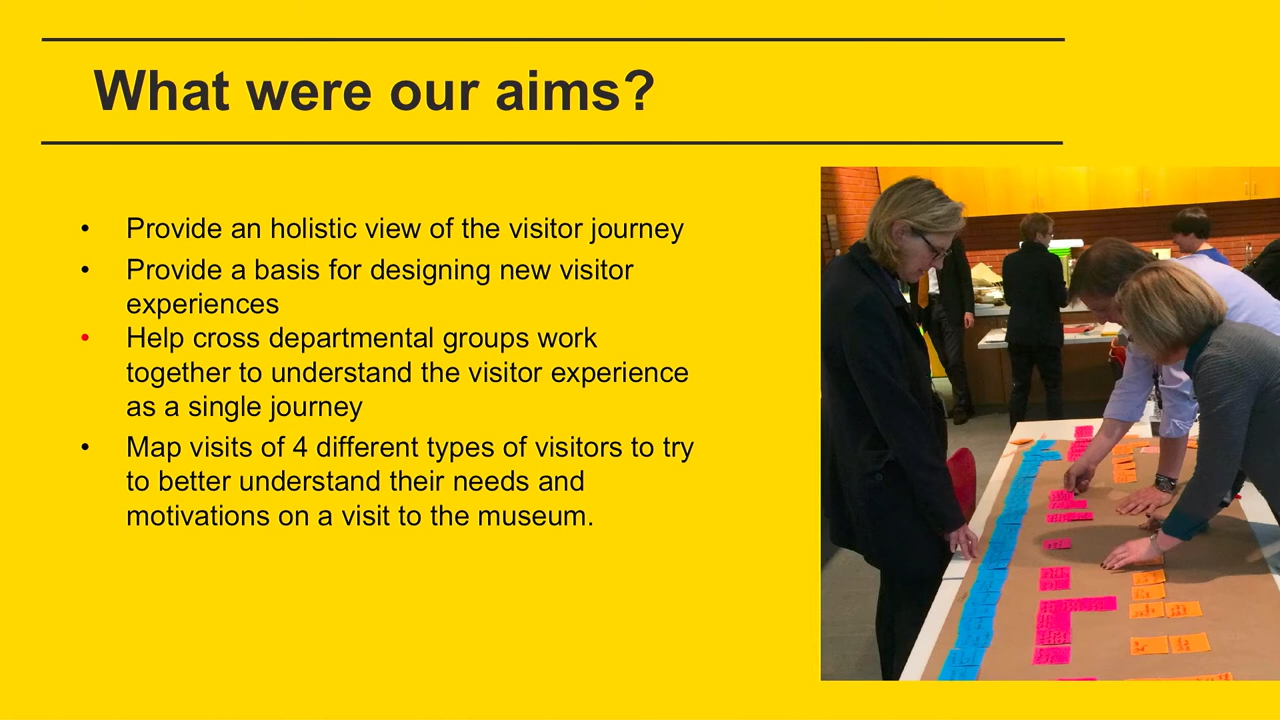 What were our aims?
• Provide an holistic view of the visitor journey
• Provide a basis for designing new visitor
experiences
• Help cross departmental groups work
together to understand the visitor experience
as a single journey
• Map visits of 4 different types of visitors to try
to better understand their needs and
motivations on a visit to the museum.